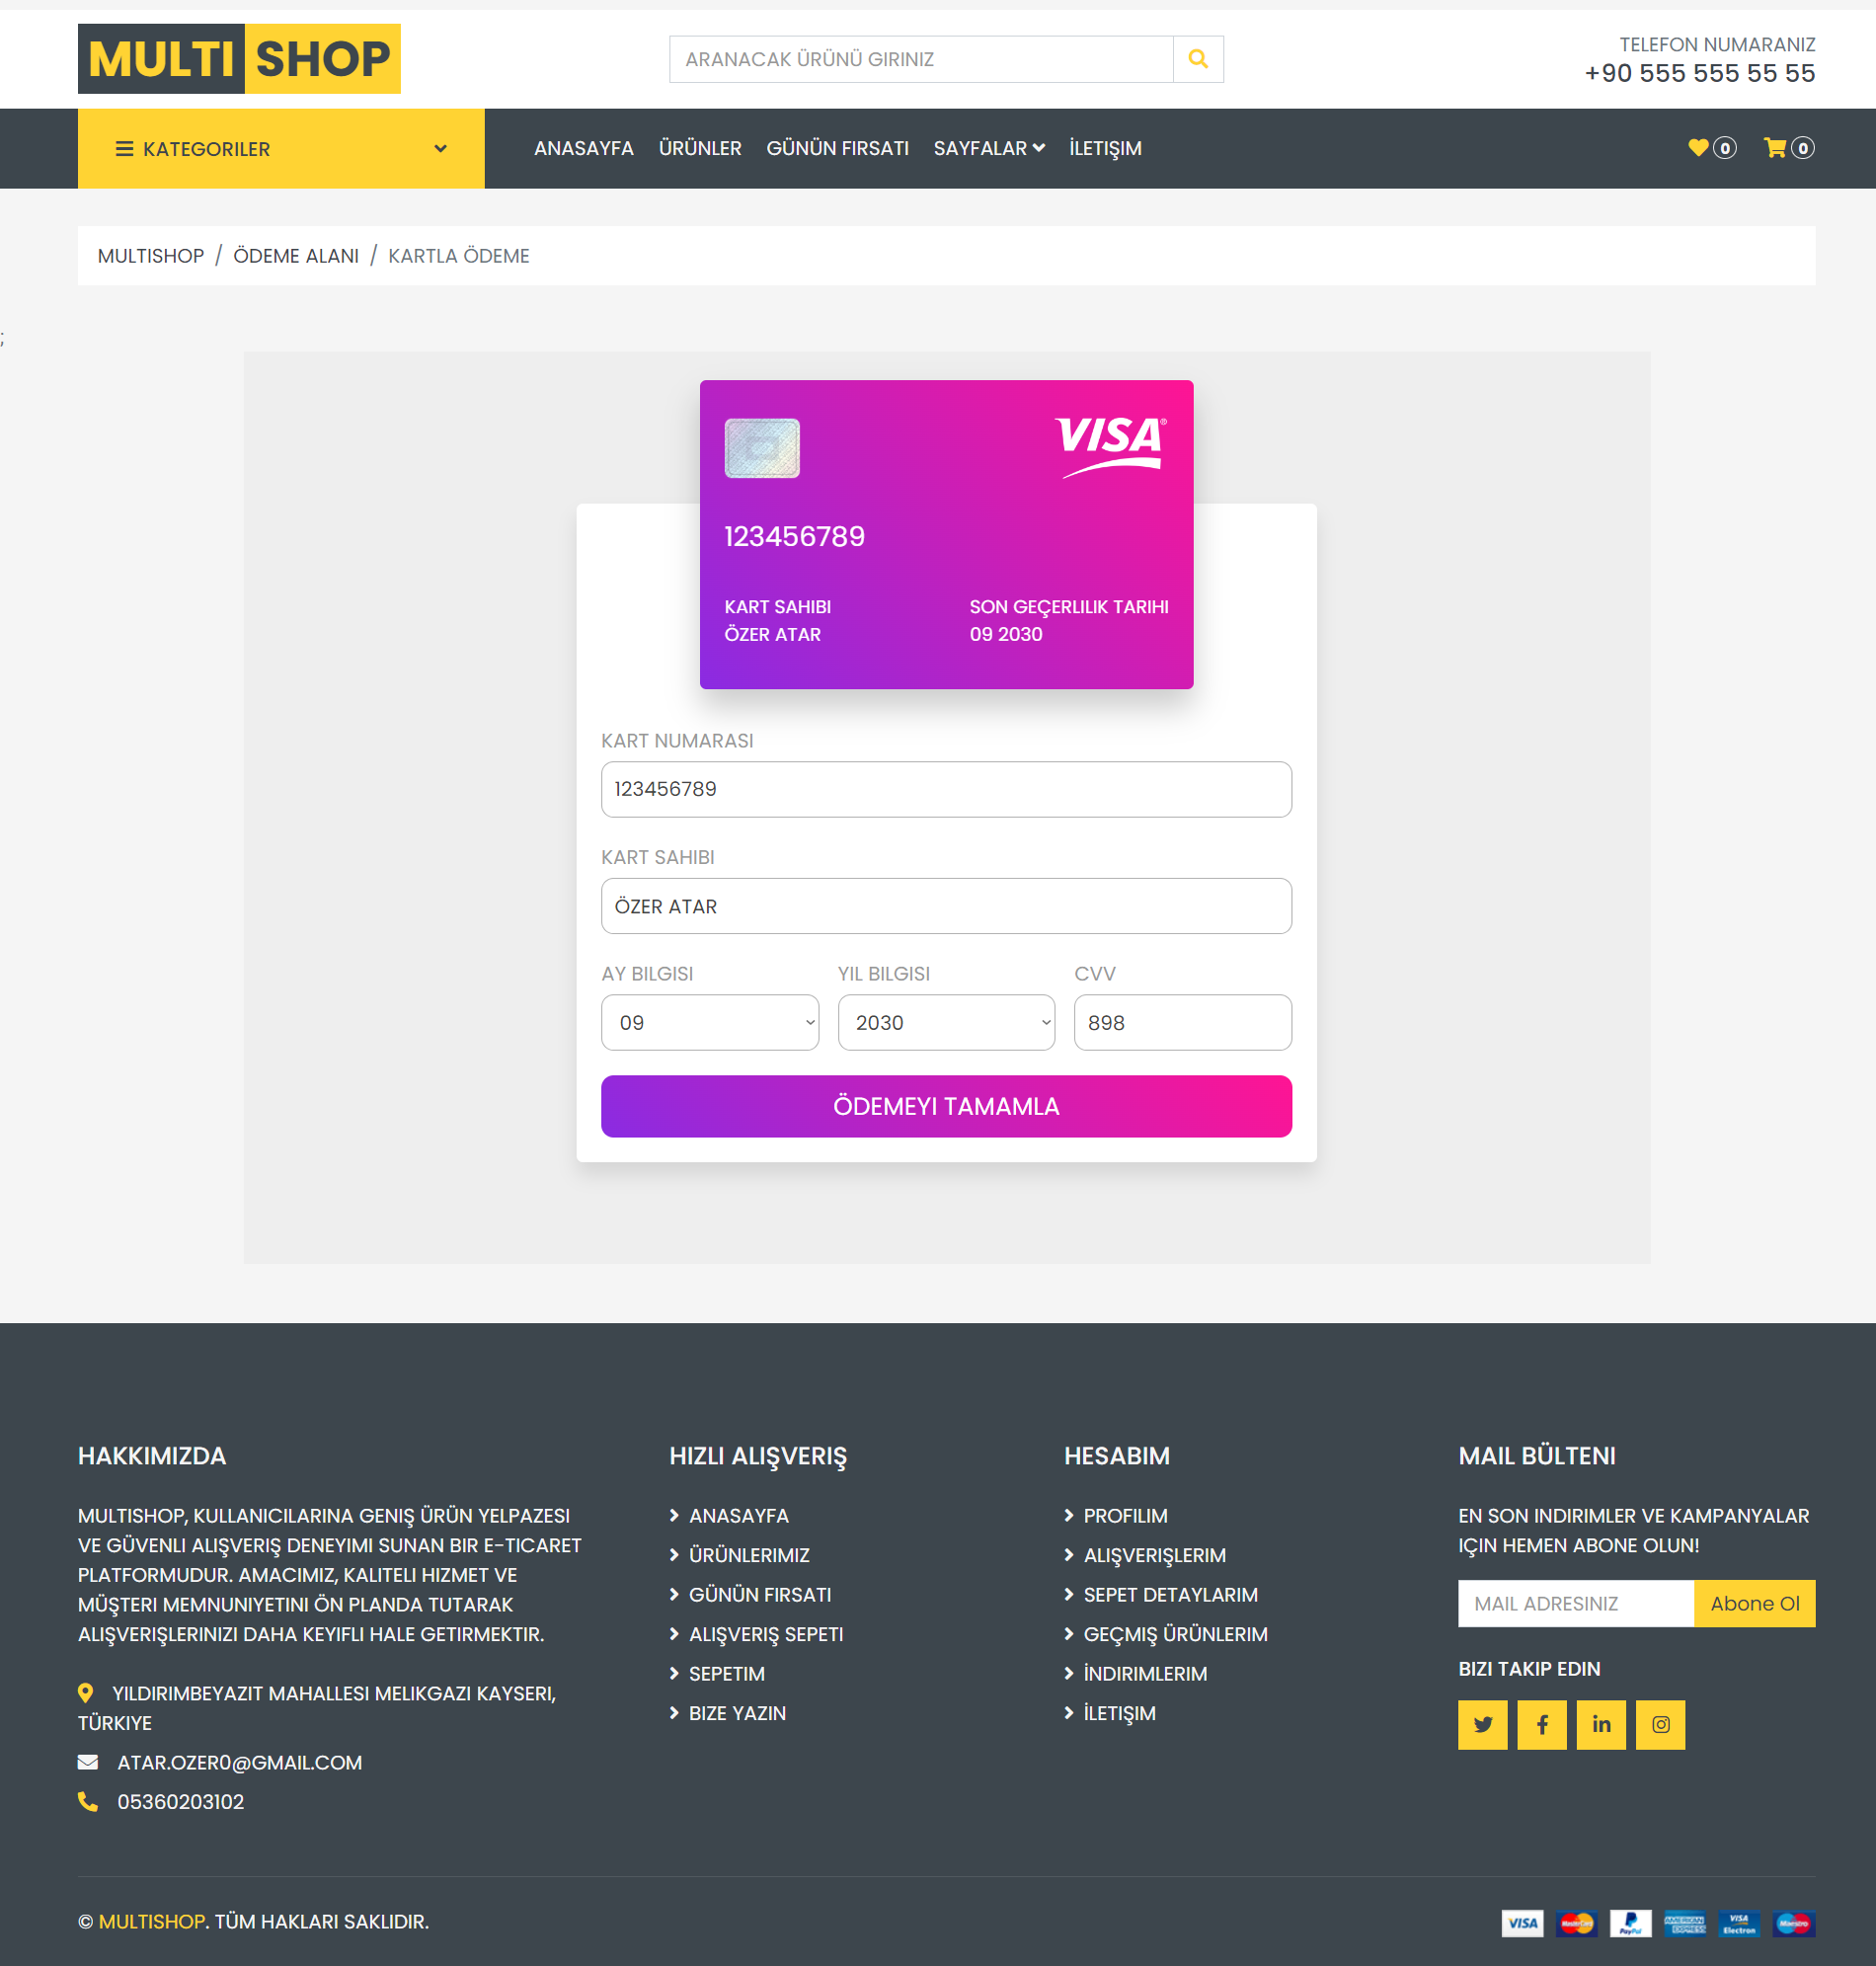 MULTI SHOP
ARANACAK ÜRÜNÜ GIRINIZ
TELEFON NUMARANIZ
+90 555 555 55 55
KATEGORILER
ANASAYFA ÜRÜNLER GÜNÜN FIRSATI SAYFALAR İLETIŞIM
0 0
MULTISHOP / ÖDEME ALANI / KARTLA ÖDEME
;
VISA®
123456789
KART SAHIBI SON GEÇERLILIK TARIHI
ÖZER ATAR 09 2030
KART NUMARASI
123456789
KART SAHIBI
ÖZER ATAR
AY BILGISI YIL BILGISI CVV
09 2030 898
ÖDEMEYI TAMAMLA
HAKKIMIZDA
MULTISHOP, KULLANICILARINA GENIŞ ÜRÜN YELPAZESI
VE GÜVENLI ALIŞVERIŞ DENEYIMI SUNAN BIR E-TICARET
PLATFORMUDUR. AMACIMIZ, KALITELI HIZMET VE
MÜŞTERI MEMNUNIYETINI ÖN PLANDA TUTARAK
ALIŞVERIŞLERINIZI DAHA KEYIFLI HALE GETIRMEKTIR.
YILDIRIMBEYAZIT MAHALLESI MELIKGAZI KAYSERI,
TÜRKIYE
ATAR.OZER0@GMAIL.COM
05360203102
HIZLI ALIŞVERIŞ
ANASAYFA
ÜRÜNLERIMIZ
GÜNÜN FIRSATI
ALIŞVERIŞ SEPETI
SEPETIM
BIZE YAZIN
HESABIM
PROFILIM
ALIŞVERIŞLERIM
SEPET DETAYLARIM
GEÇMIŞ ÜRÜNLERIM
İNDIRIMLERIM
İLETIŞIM
MAIL BÜLTENI
EN SON INDIRIMLER VE KAMPANYALAR
IÇIN HEMEN ABONE OLUN!
MAIL ADRESINIZ Abone Ol
BIZI TAKIP EDIN
© MULTISHOP. TÜM HAKLARI SAKLIDIR.
VISA MasterCard PayPal AMERICAN EXPRESS VISA Electron Maestro